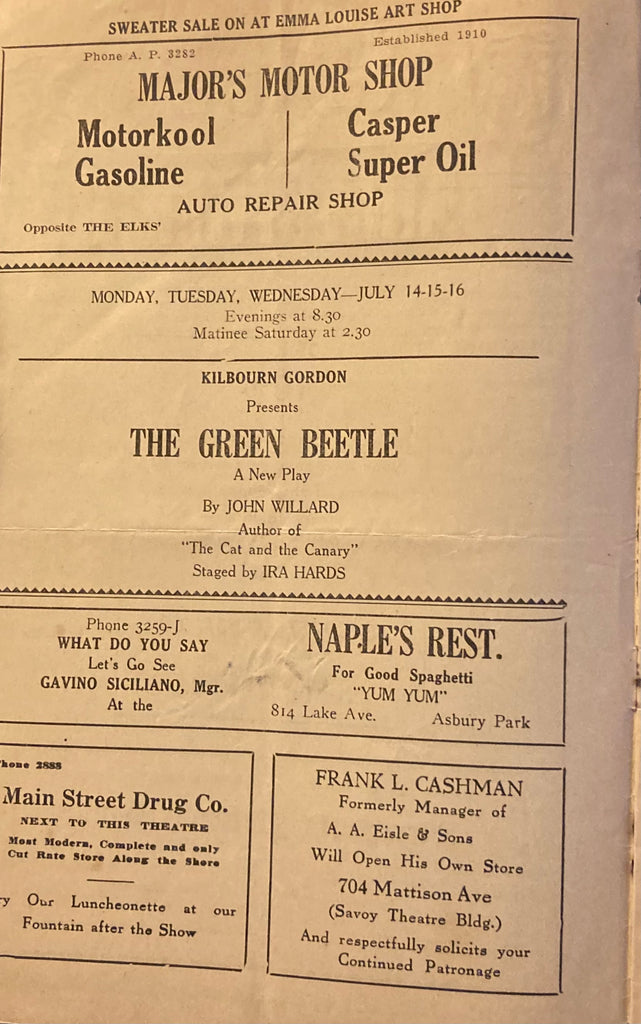 SWEATER SALE ON AT EMMA LOUISE ART SHOP
Phone A. P. 3282
Established 1910
MAJOR'S MOTOR SHOP
Motorkool
Gasoline
Casper
Super Oil
AUTO REPAIR SHOP
Opposite THE ELKS'
MONDAY, TUESDAY, WEDNESDAY—JULY 14-15-16
Evenings at 8.30
Matinee Saturday at 2.30
KILBOURN GORDON
Presents
THE GREEN BEETLE
A New Play
By JOHN WILLARD
Author of
"The Cat and the Canary"
Staged by IRA HARDS
Phone 3259-J
WHAT DO YOU SAY
Let's Go See
GAVINO SICILIANO, Mgr.
At the
NAPLE'S REST.
For Good Spaghetti
"YUM YUM"
814 Lake Ave. Asbury Park
hone 2888
Main Street Drug Co.
NEXT TO THIS THEATRE
Most Modern, Complete and only
Cut Rate Store Along the Shore
y Our Luncheonette at our
Fountain after the Show
FRANK L. CASHMAN
Formerly Manager of
A. A. Eisle & Sons
Will Open His Own Store
704 Mattison Ave
(Savoy Theatre Bldg.)
And respectfully solicits your
Continued Patronage